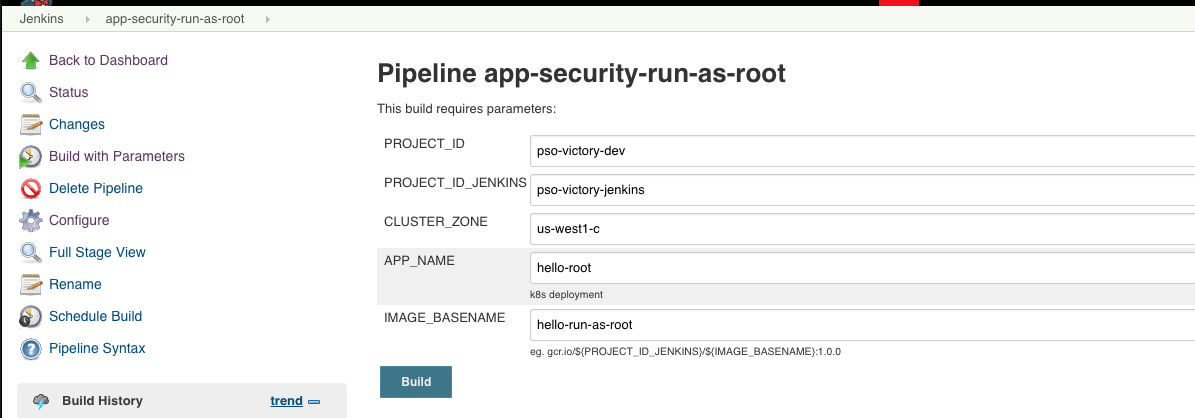 Jenkins app-security-run-as-root
Back to Dashboard
Status
Changes
Build with Parameters
Delete Pipeline
Configure
Full Stage View
Rename
Schedule Build
Pipeline Syntax
Build History trend
Pipeline app-security-run-as-root
This build requires parameters:
PROJECT_ID pso-victory-dev
PROJECT_ID_JENKINS pso-victory-jenkins
CLUSTER_ZONE us-west1-c
APP_NAME hello-root
k8s deployment
IMAGE_BASENAME hello-run-as-root
eg. gcr.io/${PROJECT_ID_JENKINS}/${IMAGE_BASENAME}:1.0.0
Build